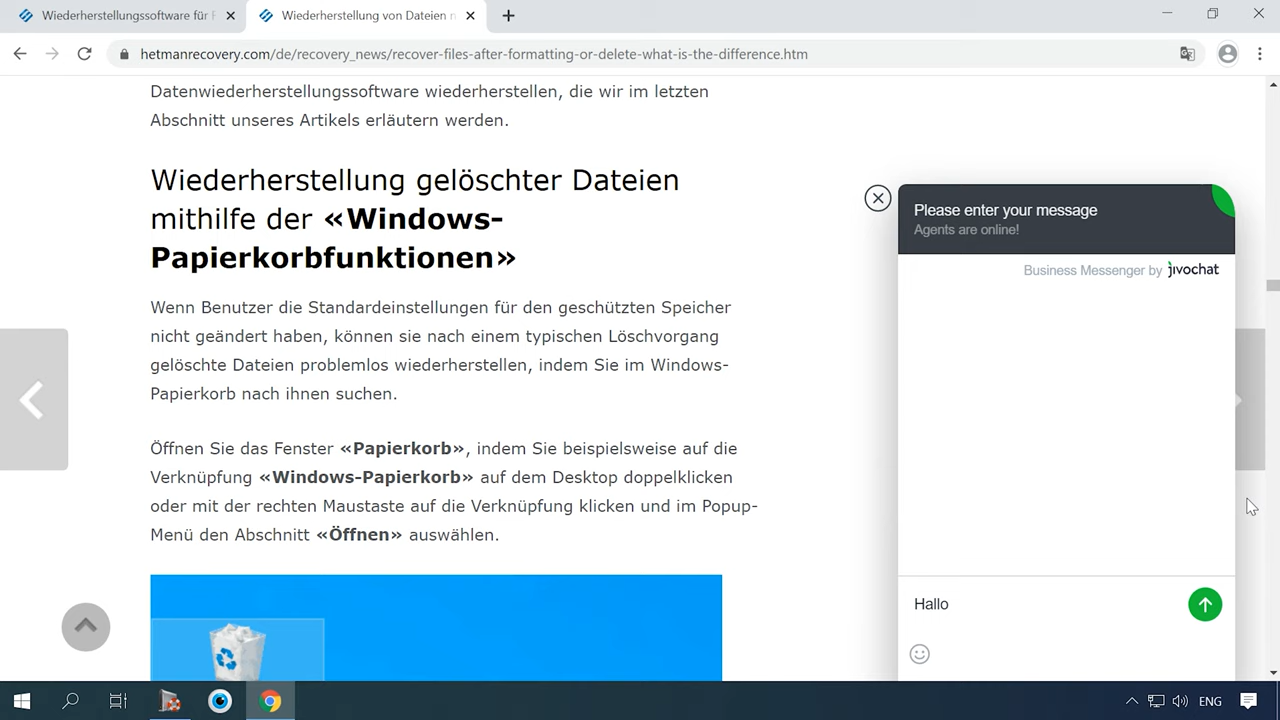 Wiederherstellungssoftware für F
Wiederherstellung von Dateien n
hetmanrecovery.com/de/recovery_news/recover-files-after-formatting-or-delete-what-is-the-difference.htm
Datenwiederherstellungssoftware wiederherstellen, die wir im letzten
Abschnitt unseres Artikels erläutern werden.
Wiederherstellung gelöschter Dateien
mithilfe der «Windows-
Papierkorbfunktionen»
Wenn Benutzer die Standardeinstellungen für den geschützten Speicher
nicht geändert haben, können sie nach einem typischen Löschvorgang
gelöschte Dateien problemlos wiederherstellen, indem Sie im Windows-
Papierkorb nach ihnen suchen.
Öffnen Sie das Fenster «Papierkorb», indem Sie beispielsweise auf die
Verknüpfung «Windows-Papierkorb» auf dem Desktop doppelklicken
oder mit der rechten Maustaste auf die Verknüpfung klicken und im Popup-
Menü den Abschnitt «Öffnen» auswählen.
Please enter your message
Agents are online!
Business Messenger by jivochat
Hallo
ENG